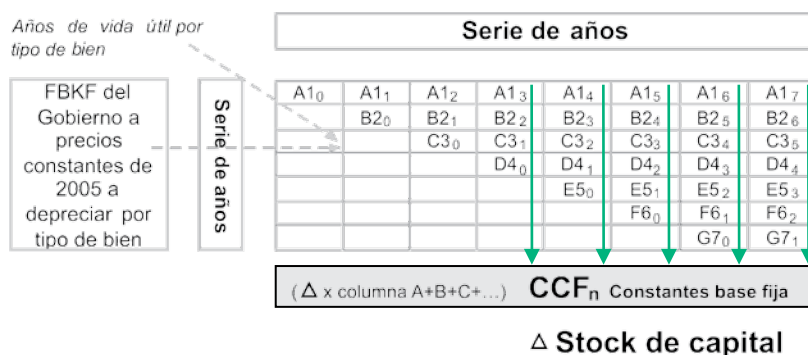 Años de vida útil por
tipo de bien
Serie de años
FBKF del
Gobierno a
precios
constantes de
2005 a
depreciar por
tipo de bien
Serie de años
A1₀ A1₁ A1₂ A1₃ A1₄ A1₅ A1₆ A1₇
B2₀ B2₁ B2₂ B2₃ B2₄ B2₅ B2₆
C3₀ C3₁ C3₂ C3₃ C3₄ C3₅
D4₀ D4₁ D4₂ D4₃ D4₄
E5₀ E5₁ E5₂ E5₃
F6₀ F6₁ F6₂
G7₀ G7₁
(Δ x columna A+B+C+...) CCFₙ Constantes base fija
Δ Stock de capital